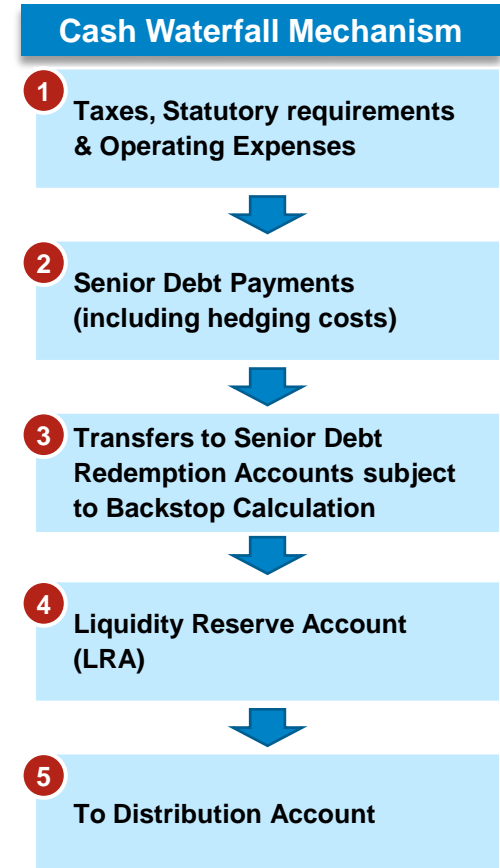 Cash Waterfall Mechanism
1
Taxes, Statutory requirements
& Operating Expenses
2
Senior Debt Payments
(including hedging costs)
3
Transfers to Senior Debt
Redemption Accounts subject
to Backstop Calculation
4
Liquidity Reserve Account
(LRA)
5
To Distribution Account